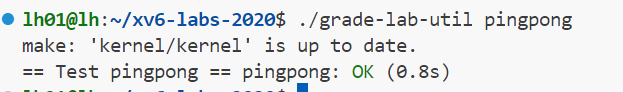 lh01@lh:~/xv6-labs-2020$ ./grade-lab-util pingpong
make: 'kernel/kernel' is up to date.
== Test pingpong == pingpong: OK (0.8s)